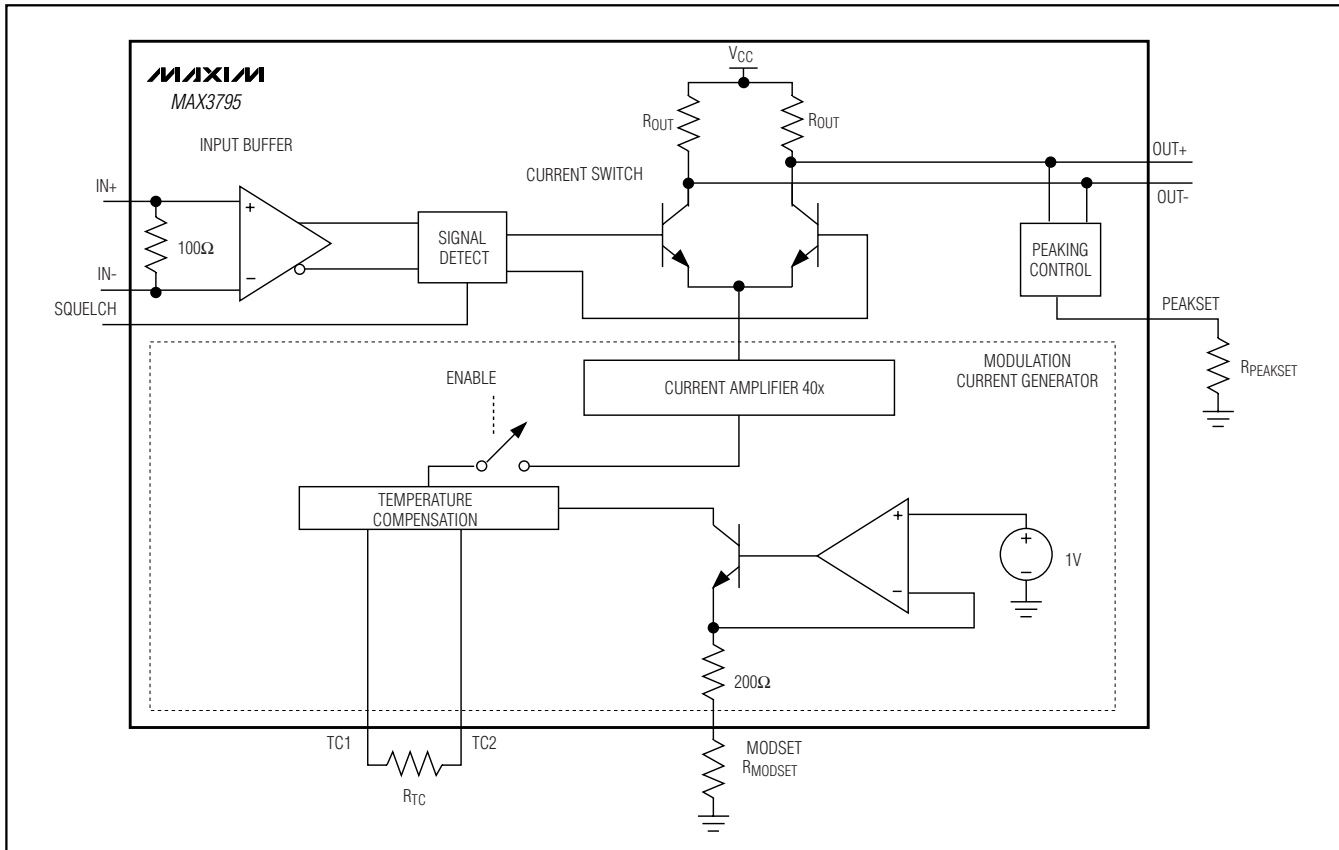 MAXIM
MAX3795
VCC
ROUT
ROUT
INPUT BUFFER
CURRENT SWITCH
OUT+
OUT-
IN+
+
100Ω
−
IN-
SIGNAL
DETECT
PEAKING
CONTROL
SQUELCH
PEAKSET
RPEAKSET
MODULATION
CURRENT GENERATOR
ENABLE
CURRENT AMPLIFIER 40x
TEMPERATURE
COMPENSATION
+
−
+
−
1V
200Ω
TC1
TC2
RTC
MODSET
RMODSET